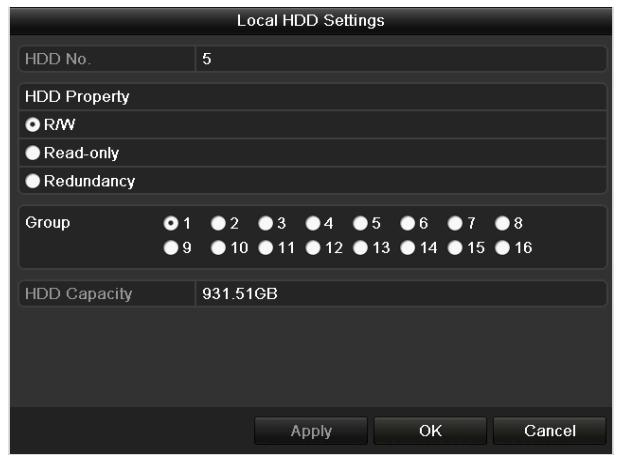 Local HDD Settings
HDD No. 5
HDD Property
R/W
Read-only
Redundancy
Group 1 2 3 4 5 6 7 8
9 10 11 12 13 14 15 16
HDD Capacity 931.51GB
Apply OK Cancel